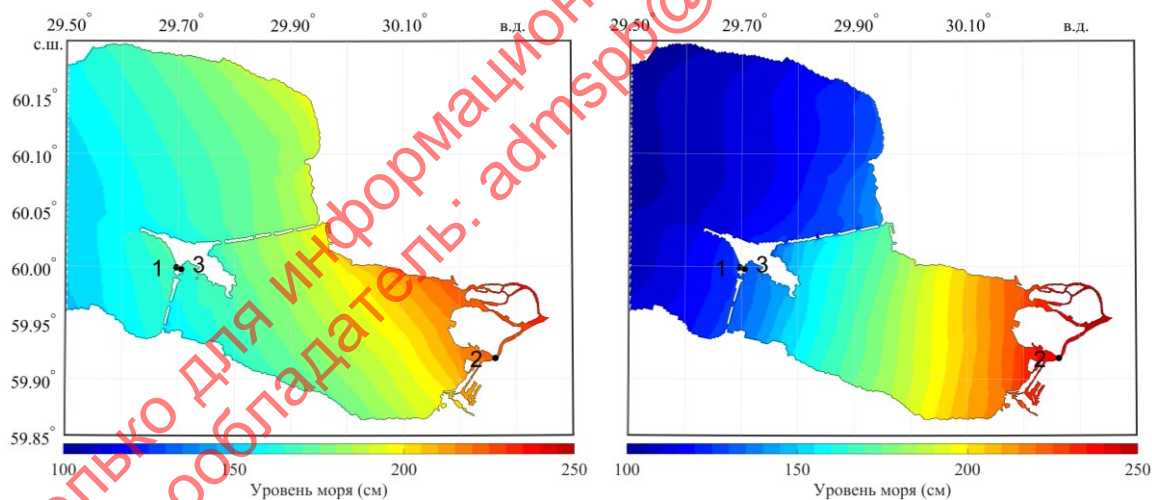 29.50° 29.70° 29.90° 30.10° в.д.
с.ш.
60.15°
60.10°
60.05°
60.00°
59.95°
59.90°
59.85°
1 3
2
100 150 200 250
Уровень моря (см)
29.50° 29.70° 29.90° 30.10° в.д.
1 3
2
100 150 200 250
Уровень моря (см)
только для информацион
ообладатель: admspb@